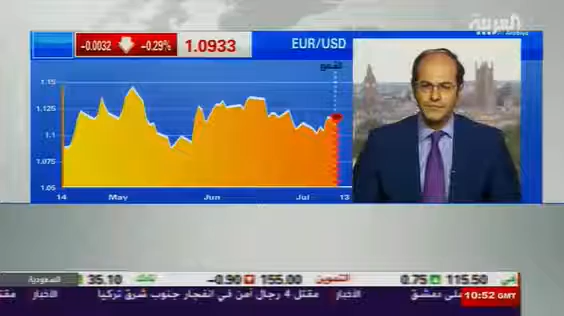 العربية
-0.0032 -0.29% 1.0933 EUR/USD
1.15
1.125
1.1
1.075
1.05
14 May Jun Jul 13
السعودية 35.10 -0.90 155.00 التموين 0.75 115.50
الأخبار مقتل 4 رجال أمن في انفجار جنوب شرق تركيا الأخبار
10:52 GMT